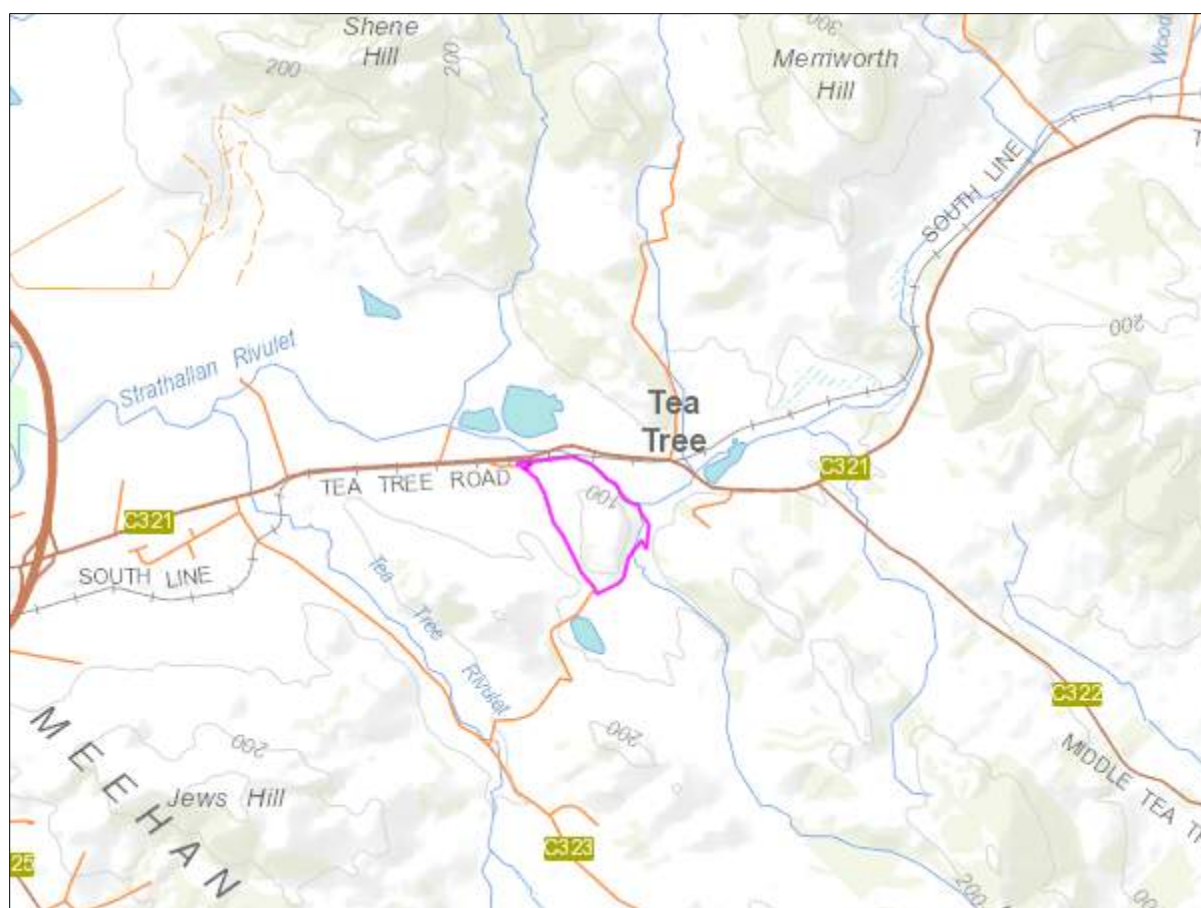 Shene
Hill
300
200
200
Merriworth
Hill
Wood
SOUTH LINE
200
Strathallan Rivulet
Tea
Tree
C321
TEA TREE ROAD
100
C321
SOUTH LINE
Tea Tree Rivulet
C322
200
200
MIDDLE TEA T
MEEHAN
Jews Hill
C323
25
200